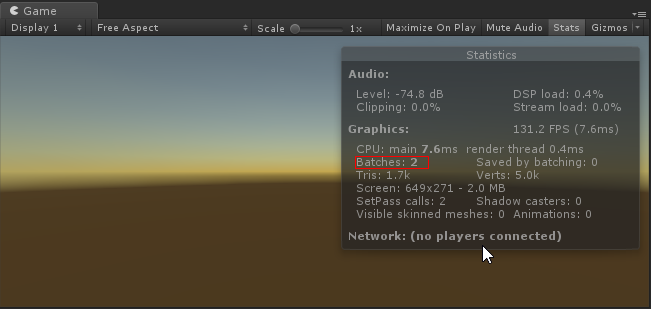 Game
Display 1 Free Aspect Scale 1x Maximize On Play Mute Audio Stats Gizmos
Statistics
Audio:
Level: -74.8 dB DSP load: 0.4%
Clipping: 0.0% Stream load: 0.0%
Graphics: 131.2 FPS (7.6ms)
CPU: main 7.6ms render thread 0.4ms
Batches: 2 Saved by batching: 0
Tris: 1.7k Verts: 5.0k
Screen: 649x271 - 2.0 MB
SetPass calls: 2 Shadow casters: 0
Visible skinned meshes: 0 Animations: 0
Network: (no players connected)